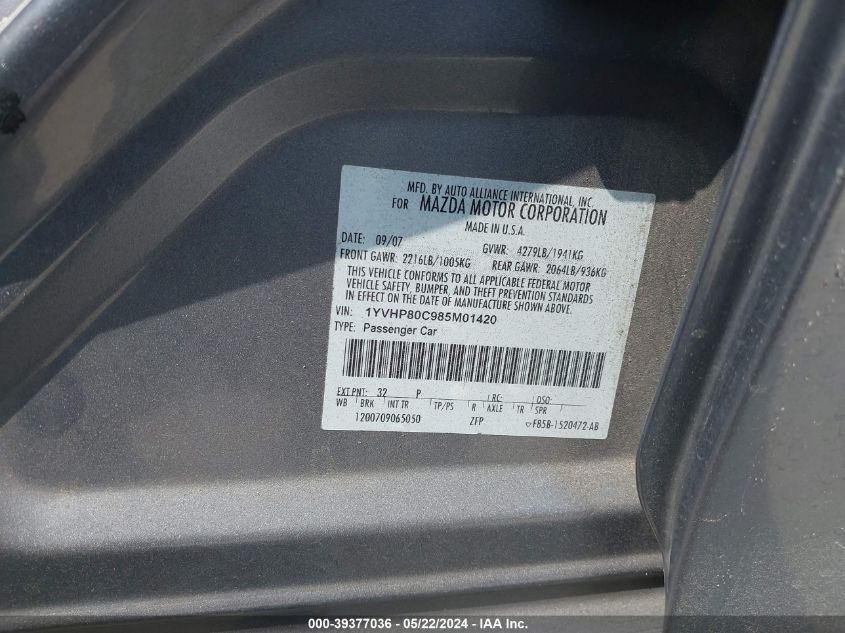 MFD. BY AUTO ALLIANCE INTERNATIONAL, INC.
FOR MAZDA MOTOR CORPORATION
MADE IN U.S.A.
DATE: 09/07 GVWR: 4279LB/1941KG
FRONT GAWR: 2216LB/1005KG REAR GAWR: 2064LB/936KG
THIS VEHICLE CONFORMS TO ALL APPLICABLE FEDERAL MOTOR
VEHICLE SAFETY, BUMPER, AND THEFT PREVENTION STANDARDS
IN EFFECT ON THE DATE OF MANUFACTURE SHOWN ABOVE.
VIN: 1YVHP80C985M01420
TYPE: Passenger Car
EXT PNT: 32 P RC: DSO:
WB BRK INT TR TP/PS R AXLE TR SPR
1200709065050 ZFP F85B-1520472-AB
000-39377036 - 05/22/2024 - IAA Inc.